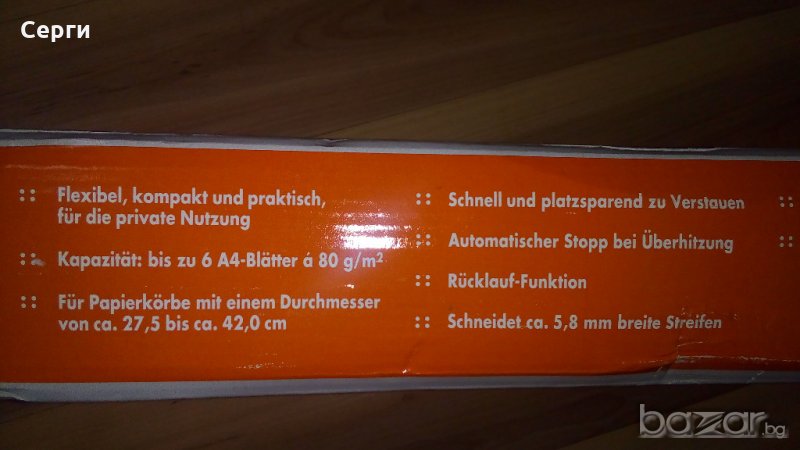 Серги
Flexibel, kompakt und praktisch,
für die private Nutzung
Kapazität: bis zu 6 A4-Blätter á 80 g/m²
Für Papierkörbe mit einem Durchmesser
von ca. 27,5 bis ca. 42,0 cm
Schnell und platzsparend zu Verstauen
Automatischer Stopp bei Überhitzung
Rücklauf-Funktion
Schneidet ca. 5,8 mm breite Streifen
bazar.bg